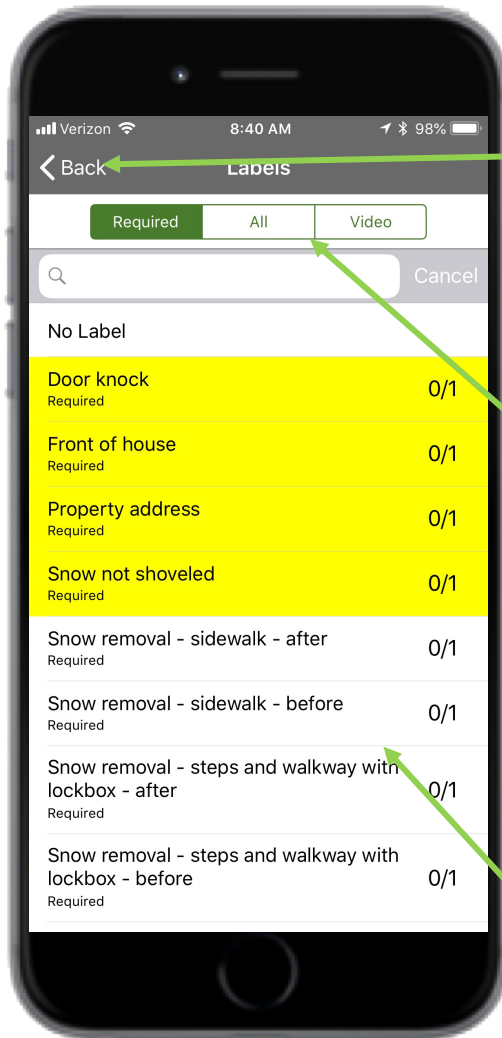 Verizon 8:40 AM 98%
Back Labels
Required All Video
Cancel
No Label
Door knock
Required
0/1
Front of house
Required
0/1
Property address
Required
0/1
Snow not shoveled
Required
0/1
Snow removal - sidewalk - after
Required
0/1
Snow removal - sidewalk - before
Required
0/1
Snow removal - steps and walkway with
lockbox - after
Required
0/1
Snow removal - steps and walkway with
lockbox - before
Required
0/1